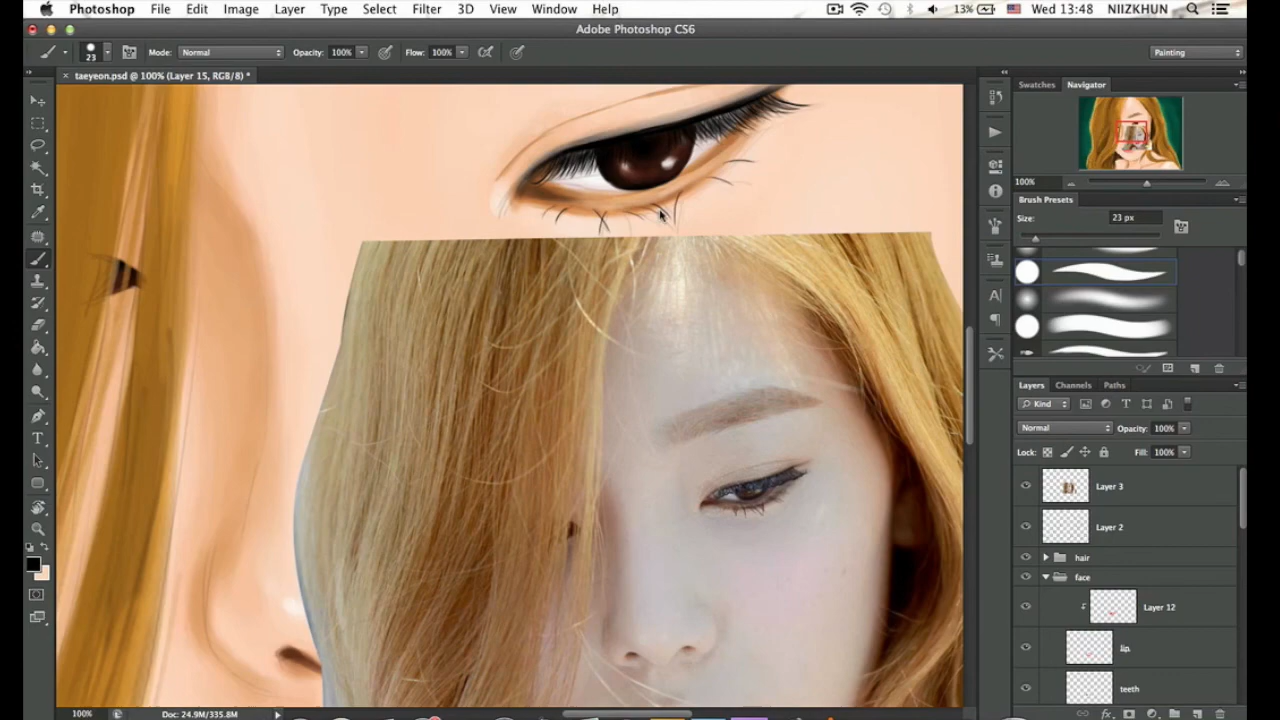 Photoshop File Edit Image Layer Type Select Filter 3D View Window Help 13% Wed 13:48 NIIZKHUN
Adobe Photoshop CS6
23 Mode: Normal Opacity: 100% Flow: 100% Painting
× taeyeon.psd @ 100% (Layer 15, RGB/8) *
Swatches Navigator
100%
Brush Presets
Size: 23 px
Layers Channels Paths
Kind
Normal Opacity: 100%
Lock: Fill: 100%
Layer 3
Layer 2
hair
face
Layer 12
lip
teeth
100% Doc: 24.9M/335.8M